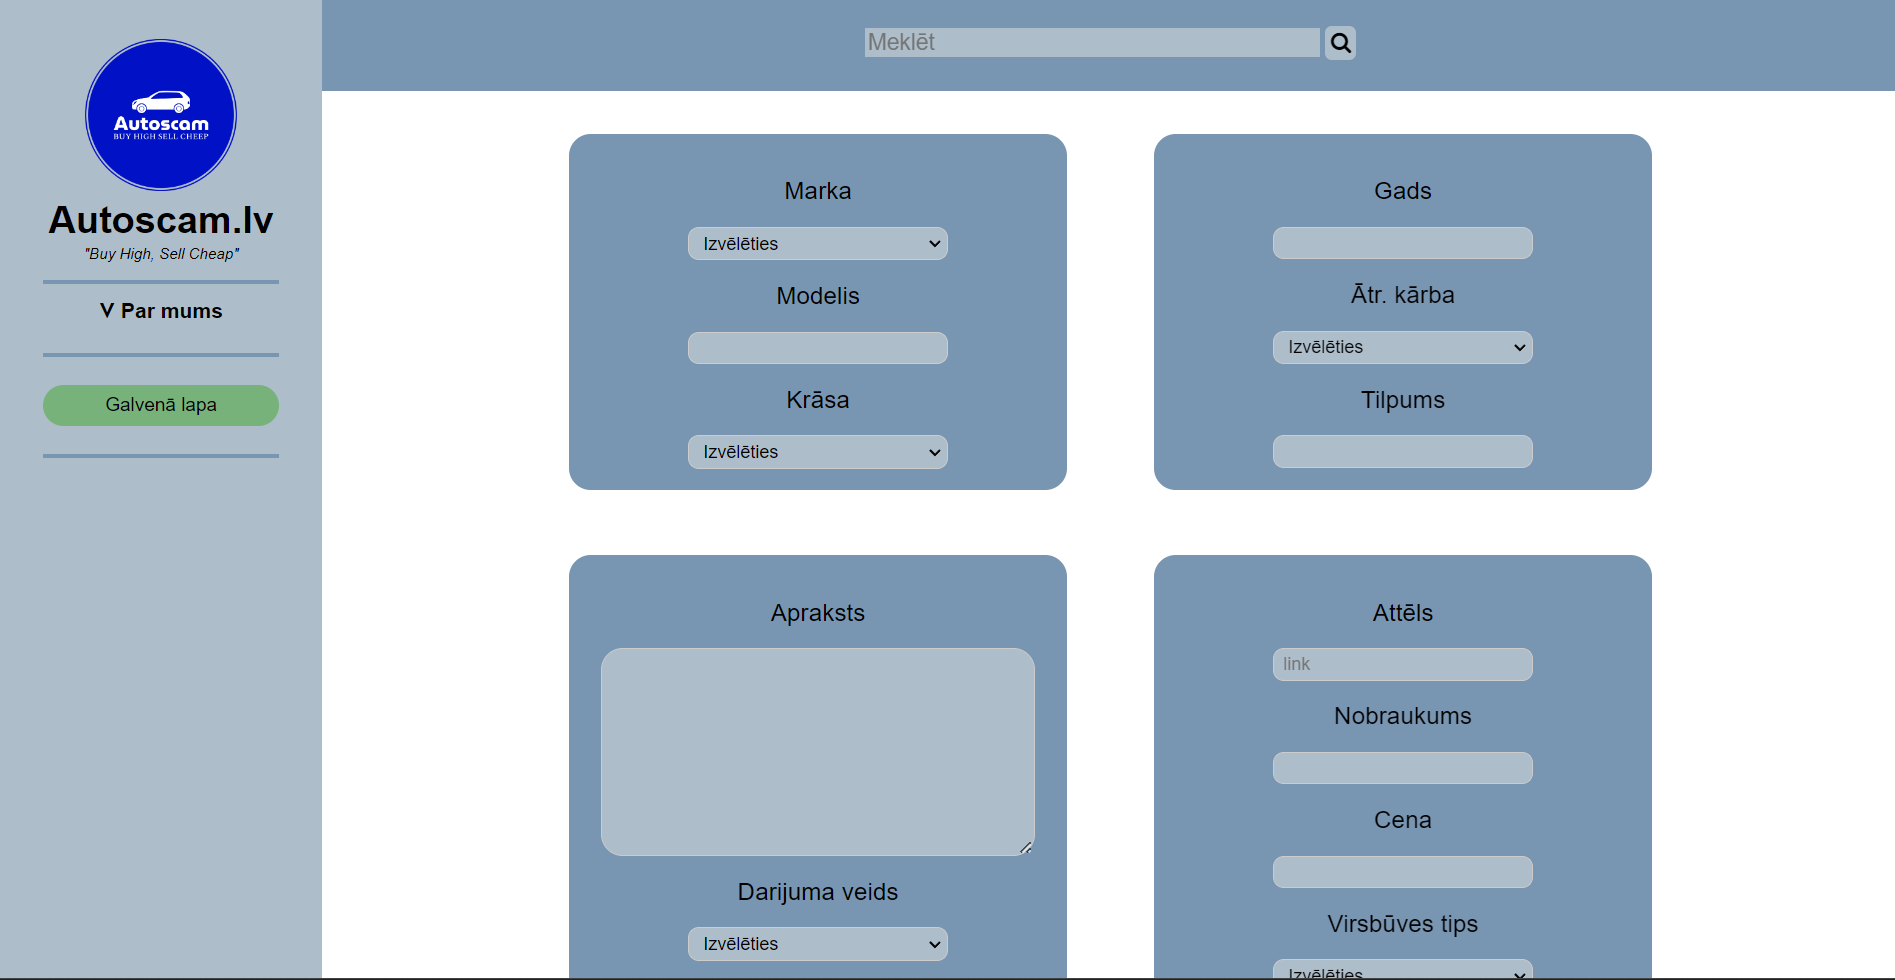 Autoscam
BUY HIGH SELL CHEEP
Autoscam.lv
"Buy High, Sell Cheap"
V Par mums
Galvenā lapa
Meklēt
Marka
Izvēlēties
Modelis
Krāsa
Izvēlēties
Gads
Ātr. kārba
Izvēlēties
Tilpums
Apraksts
Darijuma veids
Izvēlēties
Attēls
link
Nobraukums
Cena
Virsbūves tips
Izvēlēties